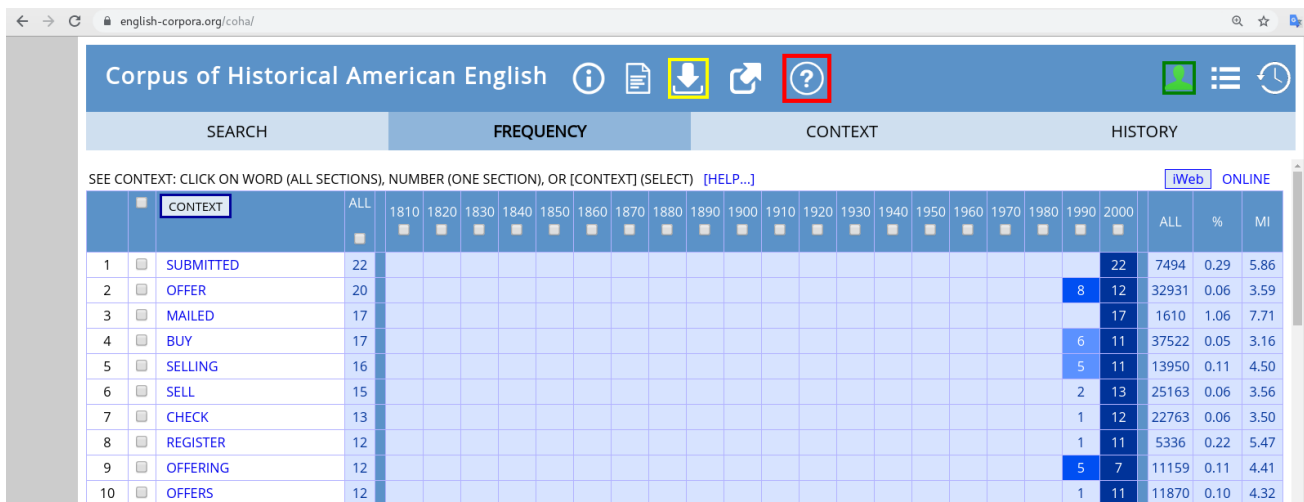 english-corpora.org/coha/
Corpus of Historical American English
SEARCH FREQUENCY CONTEXT HISTORY
SEE CONTEXT: CLICK ON WORD (ALL SECTIONS), NUMBER (ONE SECTION), OR [CONTEXT] (SELECT) [HELP...] iWeb ONLINE
CONTEXT ALL 1810 1820 1830 1840 1850 1860 1870 1880 1890 1900 1910 1920 1930 1940 1950 1960 1970 1980 1990 2000 ALL % MI
1 SUBMITTED 22 22 7494 0.29 5.86
2 OFFER 20 8 12 32931 0.06 3.59
3 MAILED 17 17 1610 1.06 7.71
4 BUY 17 6 11 37522 0.05 3.16
5 SELLING 16 5 11 13950 0.11 4.50
6 SELL 15 2 13 25163 0.06 3.56
7 CHECK 13 1 12 22763 0.06 3.50
8 REGISTER 12 1 11 5336 0.22 5.47
9 OFFERING 12 5 7 11159 0.11 4.41
10 OFFERS 12 1 11 11870 0.10 4.32